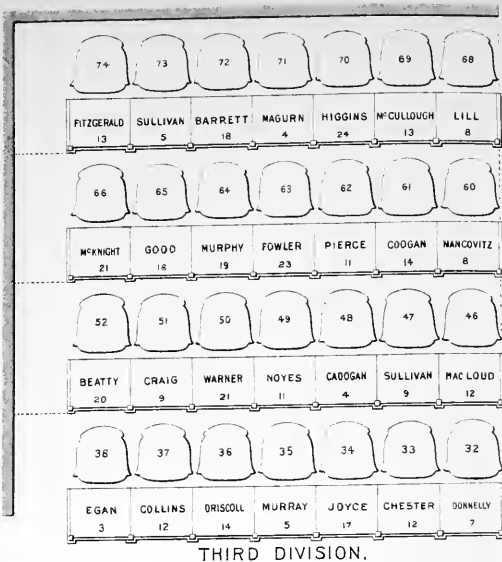 74 73 72 71 70 69 68
FITZGERALD SULLIVAN BARRETT MAGURN HIGGINS McCULLOUGH LILL
13 5 18 4 24 13 8
66 65 64 63 62 61 60
McKNIGHT GOOD MURPHY FOWLER PIERCE COOGAN NANCOVITZ
21 18 19 23 11 14 8
52 51 50 49 48 47 46
BEATTY CRAIG WARNER NOYES CADOGAN SULLIVAN MAC LOUD
20 9 21 11 4 9 12
38 37 36 35 34 33 32
EGAN COLLINS DRISCOLL MURRAY JOYCE CHESTER DONNELLY
3 12 14 5 17 12 7
THIRD DIVISION.